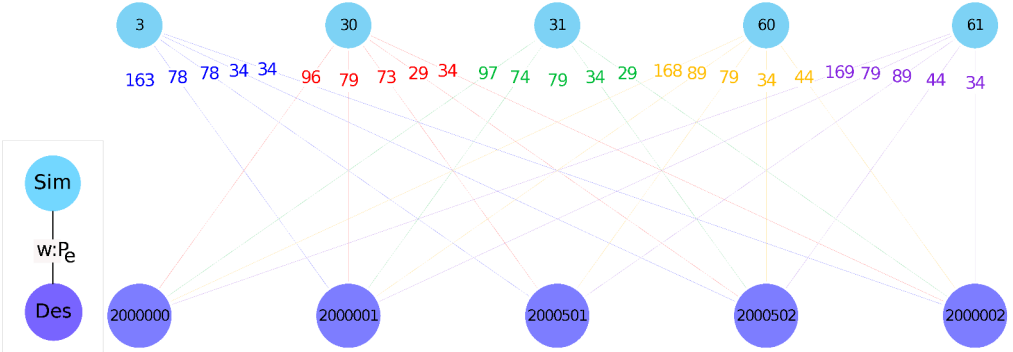 3 30 31 60 61
163 78 78 34 34 96 79 73 29 34 97 74 79 34 29 168 89 79 34 44 169 79 89 44 34
Sim
w:Pe
Des
2000000 2000001 2000501 2000502 2000002